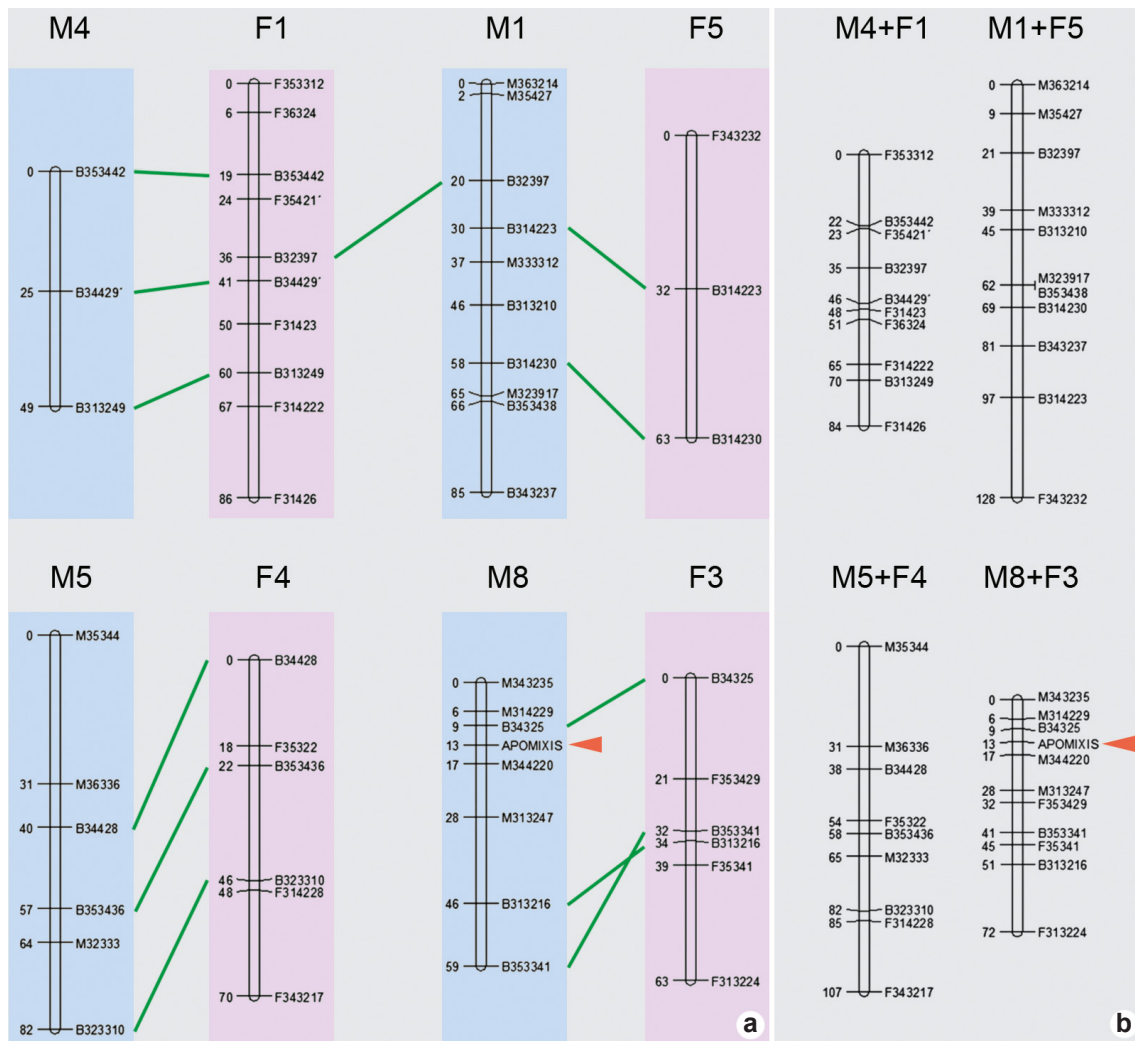 M4 F1 M1 F5 M4+F1 M1+F5
0 B353442
25 B34429'
49 B313249
0 F353312
6 F36324
19 B353442
24 F35421'
36 B32397
41 B34429'
50 F31423
60 B313249
67 F314222
86 F31426
0 M363214
2 M35427
20 B32397
30 B314223
37 M333312
46 B313210
58 B314230
65 M323917
66 B353438
85 B343237
0 F343232
32 B314223
63 B314230
0 F353312
22 B353442
23 F35421'
35 B32397
46 B34429'
48 F31423
51 F36324
65 F314222
70 B313249
84 F31426
0 M363214
9 M35427
21 B32397
39 M333312
45 B313210
62 M323917
B353438
69 B314230
81 B343237
97 B314223
128 F343232
M5 F4 M8 F3 M5+F4 M8+F3
0 M35344
31 M36336
40 B34428
57 B353436
64 M32333
82 B323310
0 B34428
18 F35322
22 B353436
46 B323310
48 F314228
70 F343217
0 M343235
6 M314229
9 B34325
13 APOMIXIS
17 M344220
28 M313247
46 B313216
59 B353341
0 B34325
21 F353429
32 B353341
34 B313216
39 F35341
63 F313224
0 M35344
31 M36336
38 B34428
54 F35322
58 B353436
65 M32333
82 B323310
85 F314228
107 F343217
0 M343235
6 M314229
9 B34325
13 APOMIXIS
17 M344220
28 M313247
32 F353429
41 B353341
45 F35341
51 B313216
72 F313224
a b